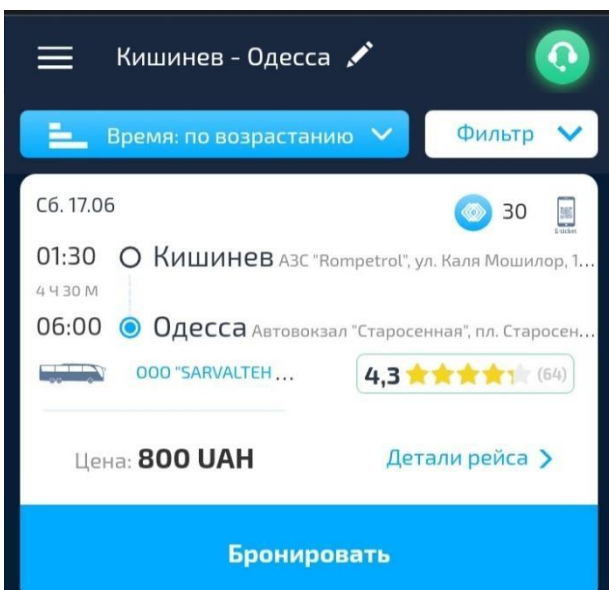 Кишинев - Одесса
Время: по возрастанию
Фильтр
Сб. 17.06
30
E-ticket
01:30 Кишинев АЗС "Rompetrol", ул. Каля Мошилор, 1...
4 Ч 30 М
06:00 Одесса Автовокзал "Старосенная", пл. Старосен...
ООО "SARVALTEH ...
4,3 (64)
Цена: 800 UAH
Детали рейса
Бронировать